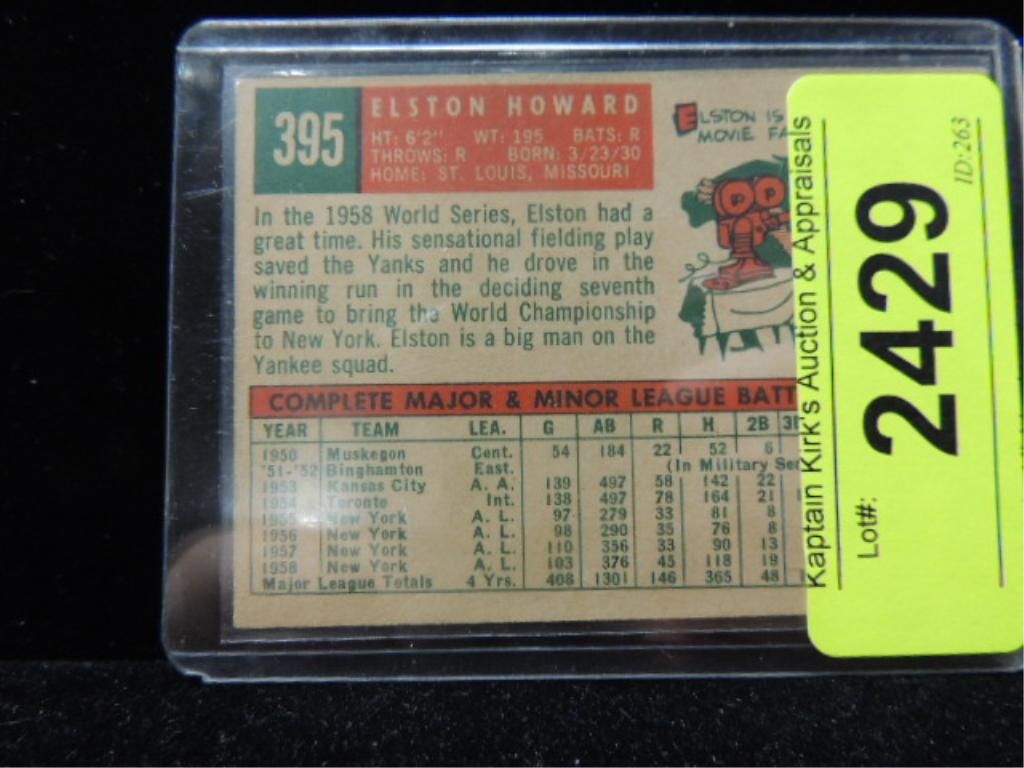 395
ELSTON HOWARD
HT: 6'2" WT: 195 BATS: R
THROWS: R BORN: 3/23/30
HOME: ST. LOUIS, MISSOURI
ELSTON IS
MOVIE FA
In the 1958 World Series, Elston had a
great time. His sensational fielding play
saved the Yanks and he drove in the
winning run in the deciding seventh
game to bring the World Championship
to New York. Elston is a big man on the
Yankee squad.
COMPLETE MAJOR & MINOR LEAGUE BATT
YEAR TEAM LEA. G AB R H 2B 3B
1950 Muskegon Cent. 54 184 22 52 6
'51-'52 Binghamton East. (In Military Ser
1953 Kansas City A. A. 139 497 58 142 22
1954 Toronto Int. 138 497 78 164 21
1955 New York A. L. 97 279 33 81 8
1956 New York A. L. 98 290 35 76 8
1957 New York A. L. 110 356 33 90 13
1958 New York A. L. 103 376 45 118 19
Major League Totals 4 Yrs. 408 1301 146 365 48
Kaptain Kirk's Auction & Appraisals
Lot#: 2429
ID:263